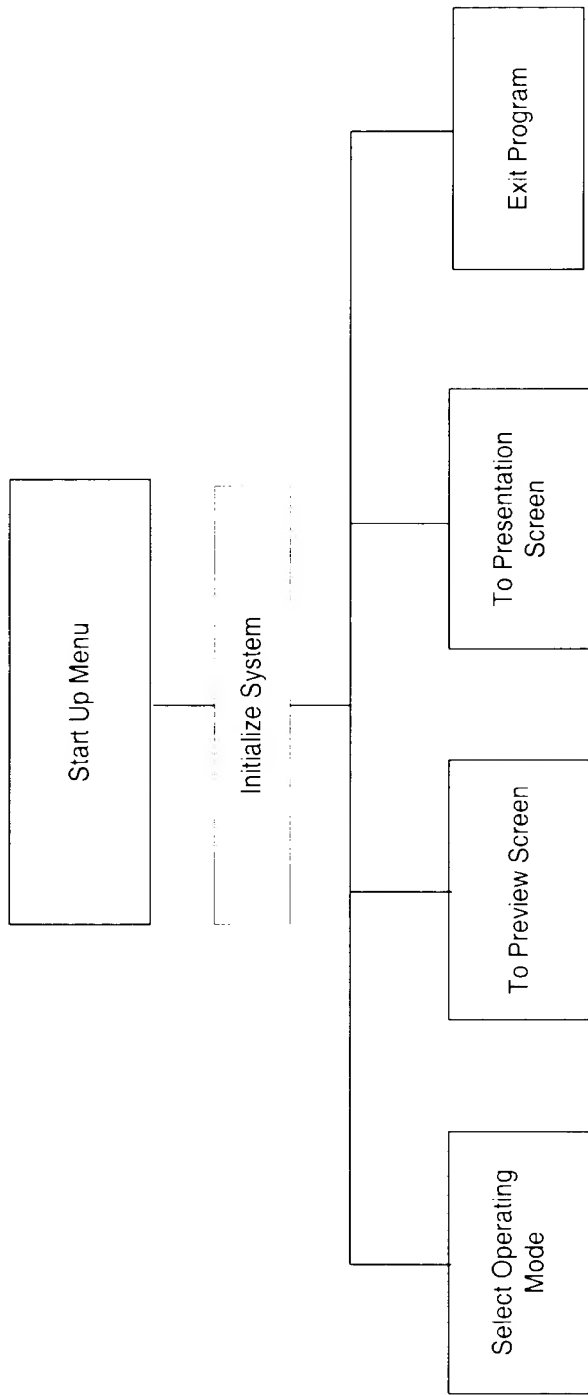 Start Up Menu
Initialize System
Select Operating
Mode
To Preview Screen
To Presentation
Screen
Exit Program